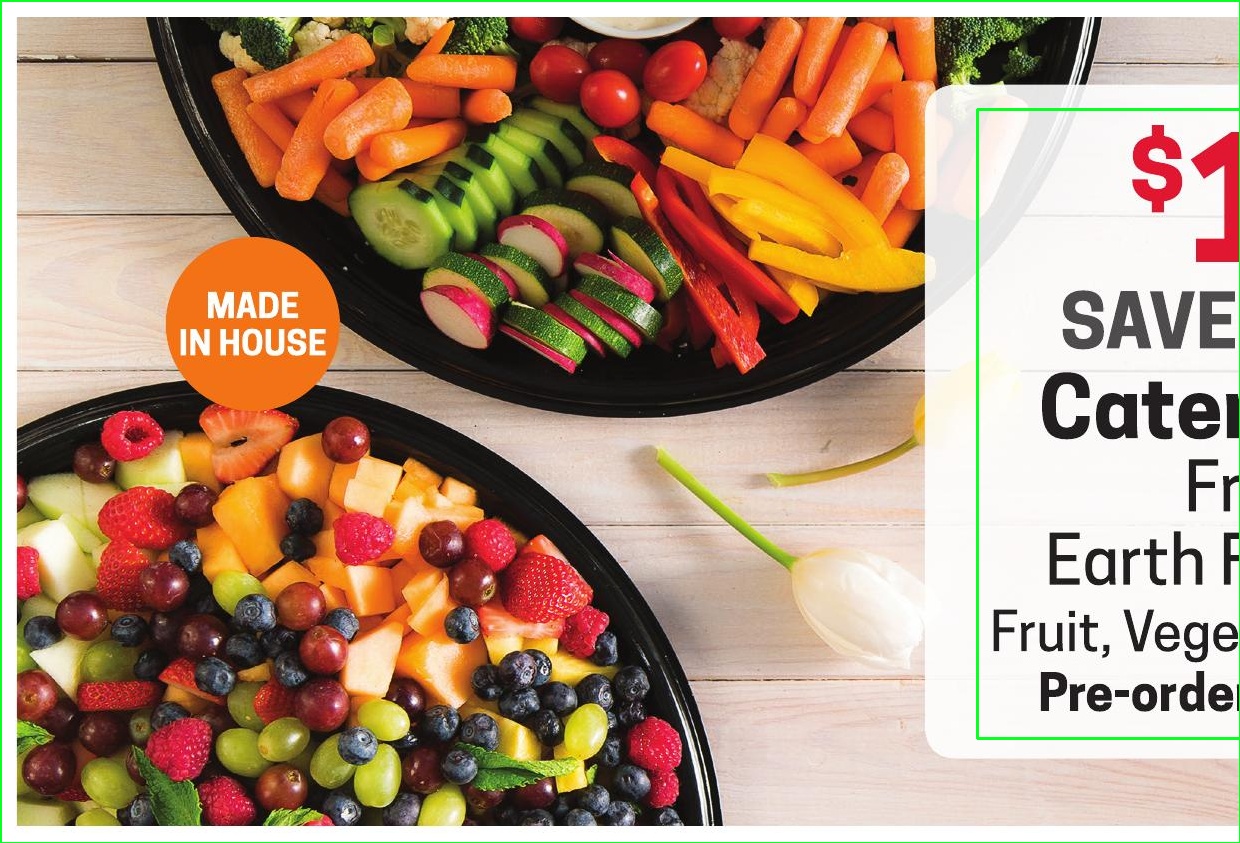 MADE
IN HOUSE
$1
SAVE
Cater
Fr
Earth F
Fruit, Vege
Pre-order